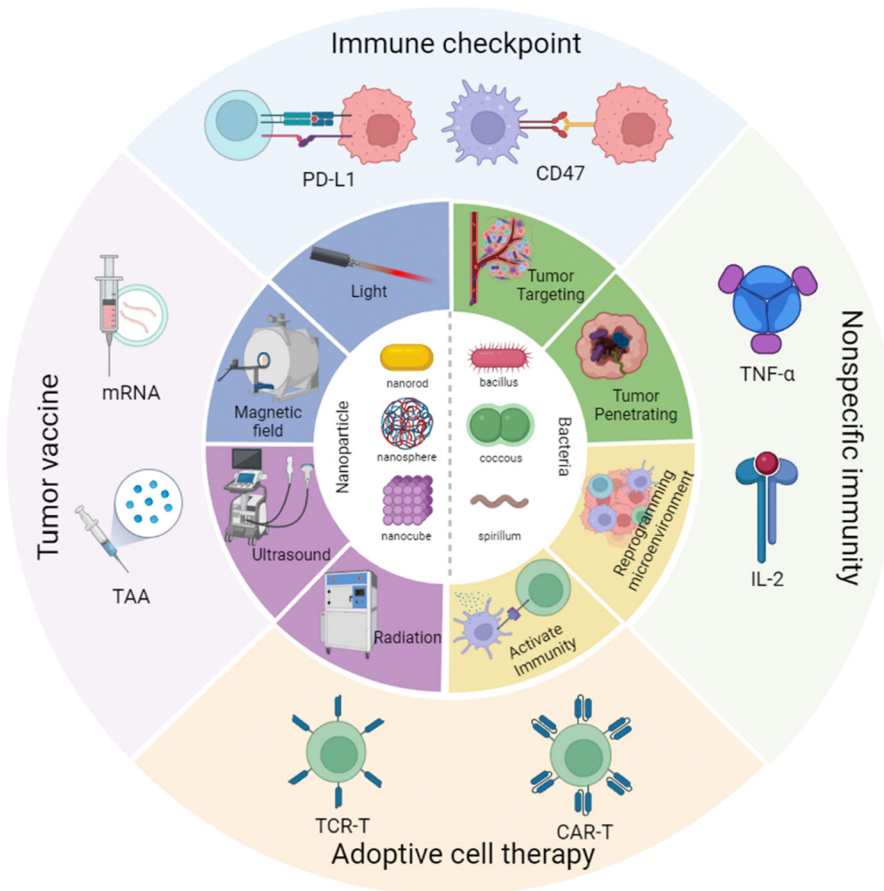 Immune checkpoint
PD-L1
CD47
Tumor vaccine
mRNA
TAA
Nonspecific immunity
TNF-α
IL-2
Light
Magnetic
field
Ultrasound
Radiation
Tumor
Targeting
Tumor
Penetrating
Reprogramming
microenvironment
Activate
Immunity
Nanoparticle
nanorod
nanosphere
nanocube
Bacteria
bacillus
coccous
spirillum
TCR-T
CAR-T
Adoptive cell therapy